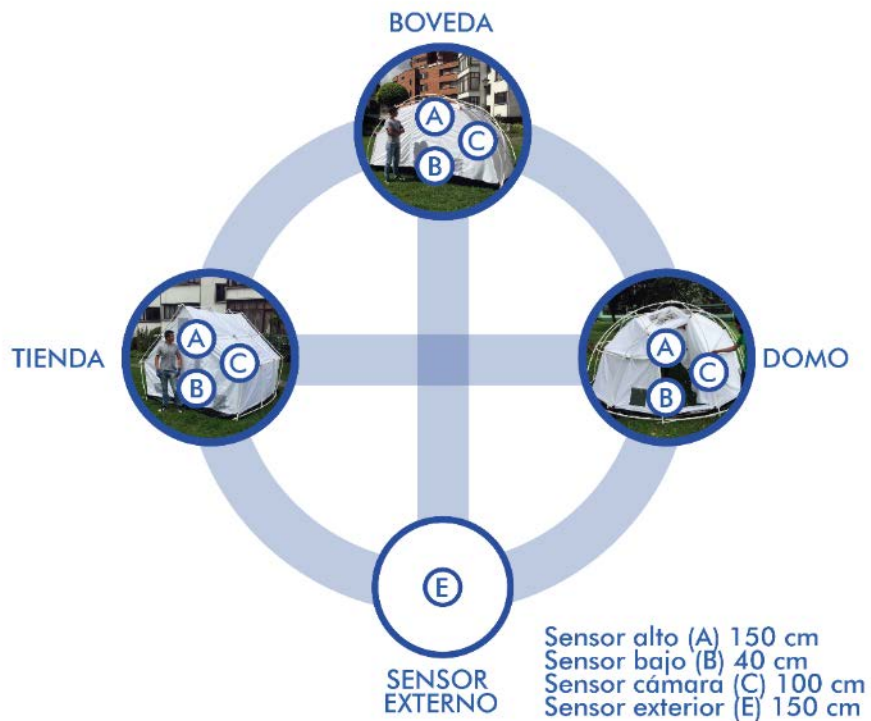 BOVEDA
A
C
B
TIENDA
A
C
B
A
C
B
DOMO
E
SENSOR
EXTERNO
Sensor alto (A) 150 cm
Sensor bajo (B) 40 cm
Sensor cámara (C) 100 cm
Sensor exterior (E) 150 cm